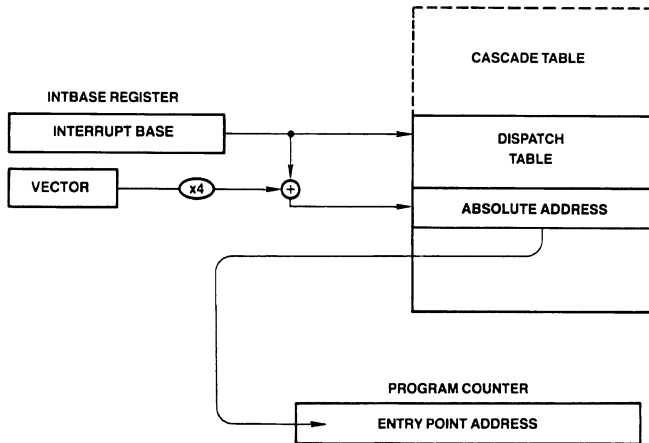 CASCADE TABLE
INTBASE REGISTER
INTERRUPT BASE
DISPATCH
TABLE
VECTOR
x4
+
ABSOLUTE ADDRESS
PROGRAM COUNTER
ENTRY POINT ADDRESS